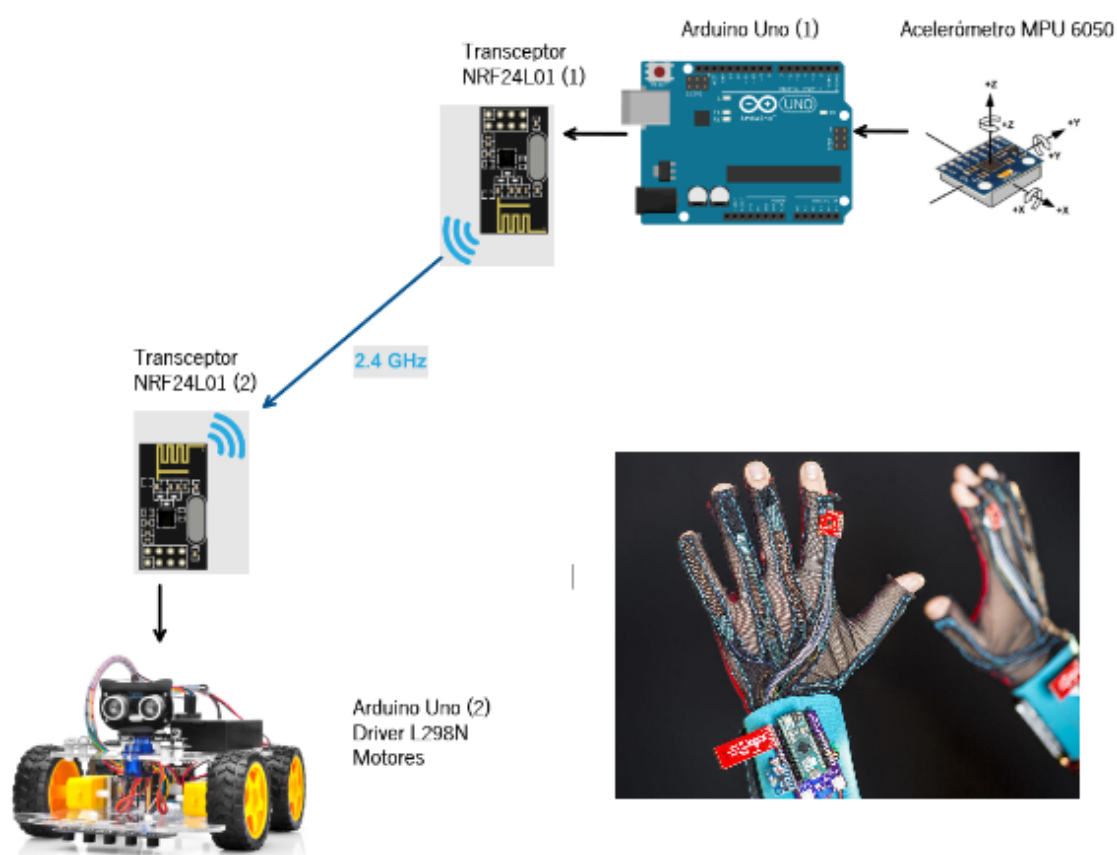 Arduino Uno (1)
Acelerómetro MPU 6050
Transceptor
NRF24L01 (1)
UNO
+Z
+Z
+Y
+Y
+X
+X
2.4 GHz
Transceptor
NRF24L01 (2)
Arduino Uno (2)
Driver L298N
Motores